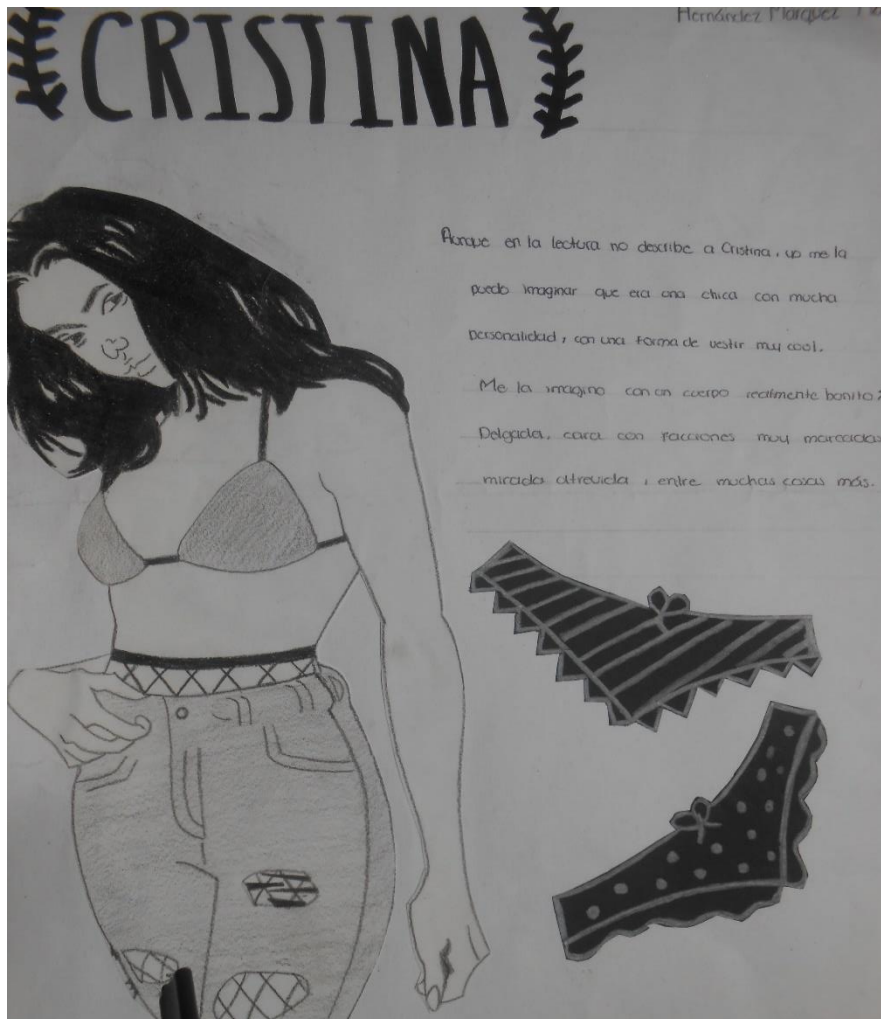 Hernández Márquez
CRISTINA
Aunque en la lectura no describe a Cristina, yo me la
puedo imaginar que era una chica con mucha
personalidad, con una forma de vestir muy cool.
Me la imagino con un cuerpo realmente bonito:
Delgada, cara con facciones muy marcadas
mirada atrevida, entre muchas cosas más.